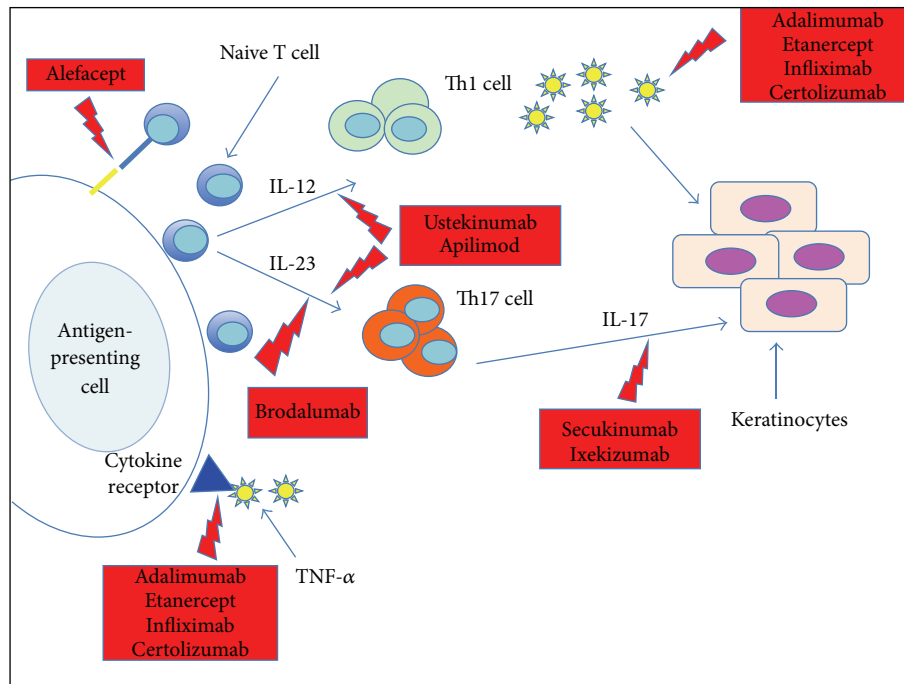 Alefacept
Naive T cell
Th1 cell
Adalimumab
Etanercept
Infliximab
Certolizumab
IL-12
Ustekinumab
Apilimod
IL-23
Th17 cell
IL-17
Antigen-
presenting
cell
Brodalumab
Secukinumab
Ixekizumab
Keratinocytes
Cytokine
receptor
TNF-α
Adalimumab
Etanercept
Infliximab
Certolizumab